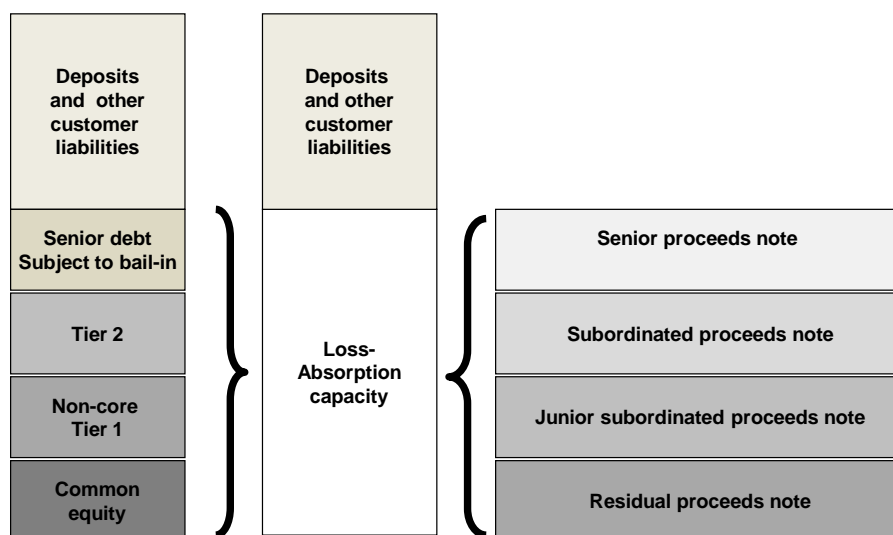 Deposits
and other
customer
liabilities
Senior debt
Subject to bail-in
Tier 2
Non-core
Tier 1
Common
equity
Deposits
and other
customer
liabilities
Loss-
Absorption
capacity
Senior proceeds note
Subordinated proceeds note
Junior subordinated proceeds note
Residual proceeds note